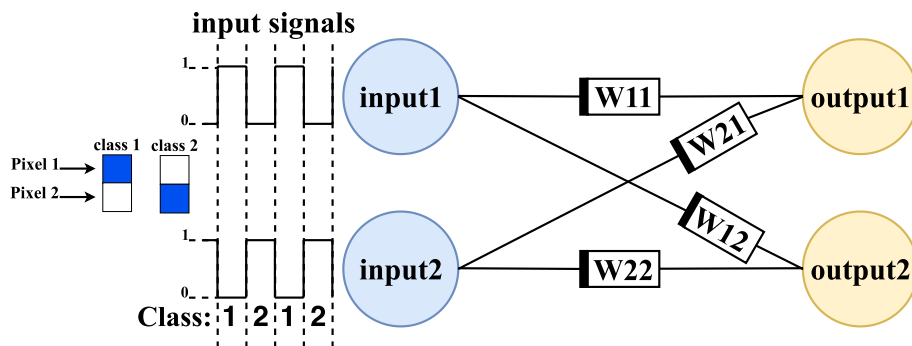 input signals
1
0
input1
W11
output1
W21
class 1 class 2
Pixel 1
Pixel 2
W12
1
0
input2
W22
output2
Class: 1 2 1 2